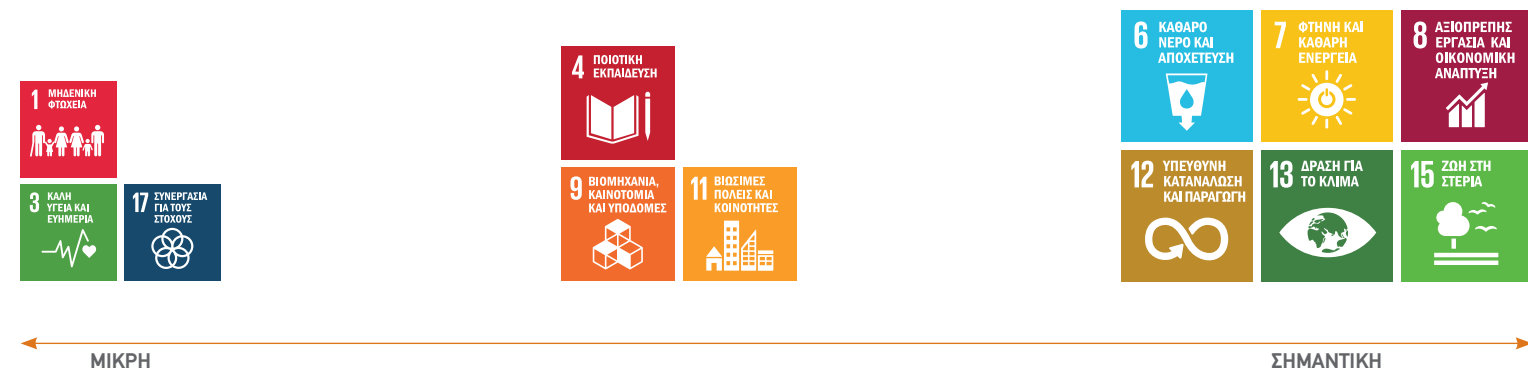 1 ΜΗΔΕΝΙΚΗ
ΦΤΩΧΕΙΑ
3 ΚΑΛΗ
ΥΓΕΙΑ ΚΑΙ
ΕΥΗΜΕΡΙΑ
17 ΣΥΝΕΡΓΑΣΙΑ
ΓΙΑ ΤΟΥΣ
ΣΤΟΧΟΥΣ
4 ΠΟΙΟΤΙΚΗ
ΕΚΠΑΙΔΕΥΣΗ
9 ΒΙΟΜΗΧΑΝΙΑ,
ΚΑΙΝΟΤΟΜΙΑ
ΚΑΙ ΥΠΟΔΟΜΕΣ
11 ΒΙΩΣΙΜΕΣ
ΠΟΛΕΙΣ ΚΑΙ
ΚΟΙΝΟΤΗΤΕΣ
6 ΚΑΘΑΡΟ
ΝΕΡΟ ΚΑΙ
ΑΠΟΧΕΤΕΥΣΗ
7 ΦΤΗΝΗ ΚΑΙ
ΚΑΘΑΡΗ
ΕΝΕΡΓΕΙΑ
8 ΑΞΙΟΠΡΕΠΗΣ
ΕΡΓΑΣΙΑ ΚΑΙ
ΟΙΚΟΝΟΜΙΚΗ
ΑΝΑΠΤΥΞΗ
12 ΥΠΕΥΘΥΝΗ
ΚΑΤΑΝΑΛΩΣΗ
ΚΑΙ ΠΑΡΑΓΩΓΗ
13 ΔΡΑΣΗ ΓΙΑ
ΤΟ ΚΛΙΜΑ
15 ΖΩΗ ΣΤΗ
ΣΤΕΡΙΑ
ΜΙΚΡΗ
ΣΗΜΑΝΤΙΚΗ